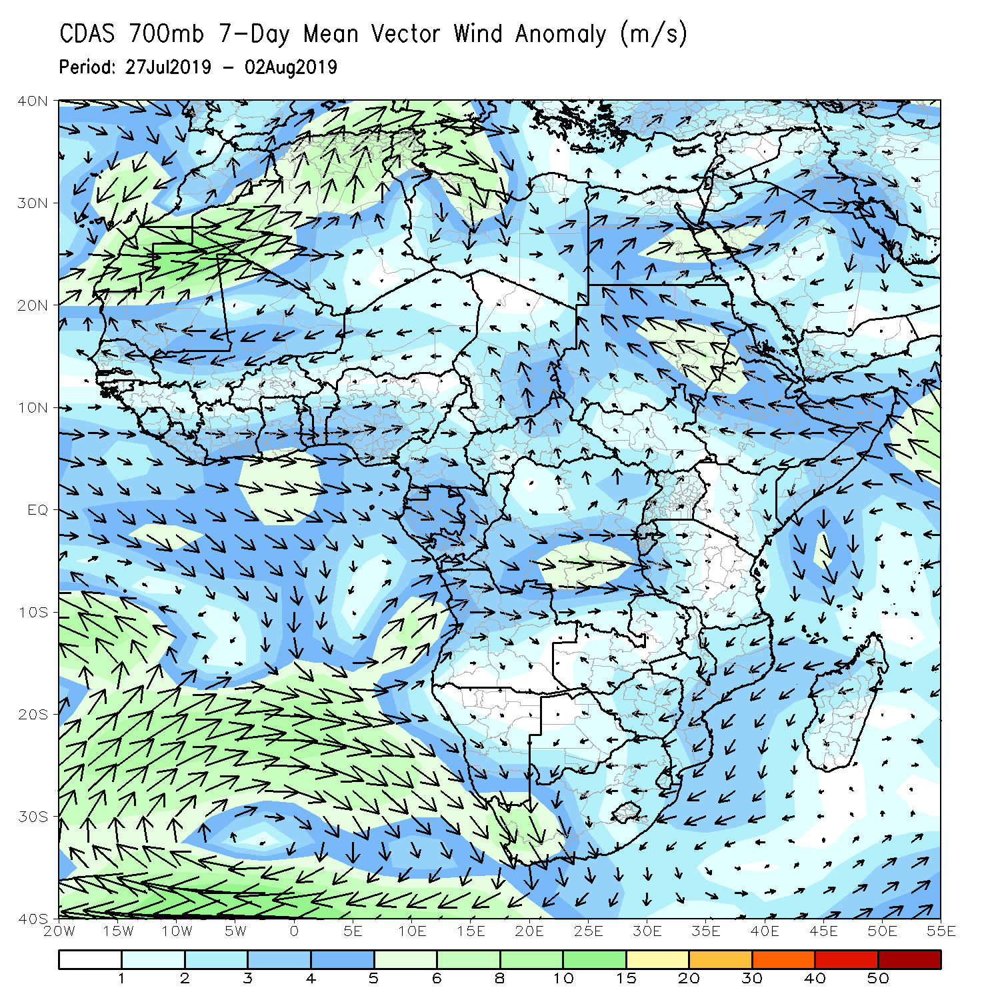 CDAS 700mb 7-Day Mean Vector Wind Anomaly (m/s)
Period: 27Jul2019 - 02Aug2019
40N
30N
20N
10N
EQ
10S
20S
30S
40S
20W 15W 10W 5W 0 5E 10E 15E 20E 25E 30E 35E 40E 45E 50E 55E
1 2 3 4 5 6 8 10 15 20 30 40 50